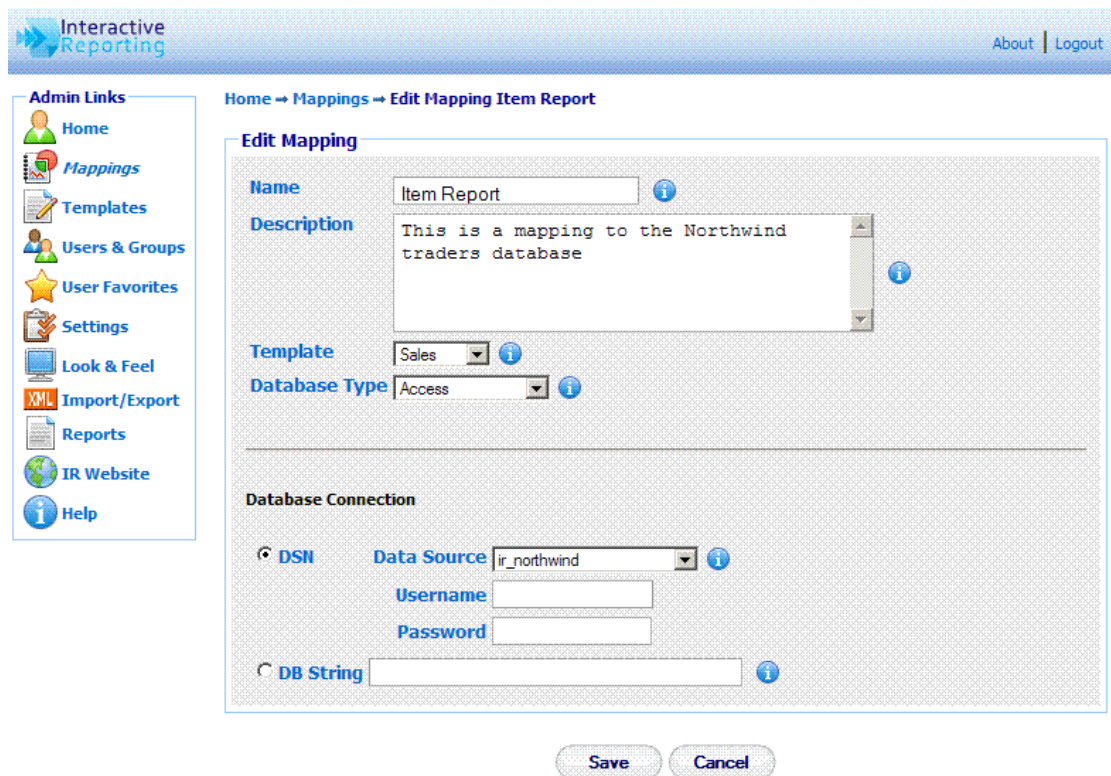 Interactive
Reporting
About | Logout
Admin Links
Home
Mappings
Templates
Users & Groups
User Favorites
Settings
Look & Feel
XML Import/Export
Reports
IR Website
Help
Home → Mappings → Edit Mapping Item Report
Edit Mapping
Name Item Report
Description This is a mapping to the Northwind
traders database
Template Sales
Database Type Access
Database Connection
DSN Data Source ir_northwind
Username
Password
DB String
Save Cancel